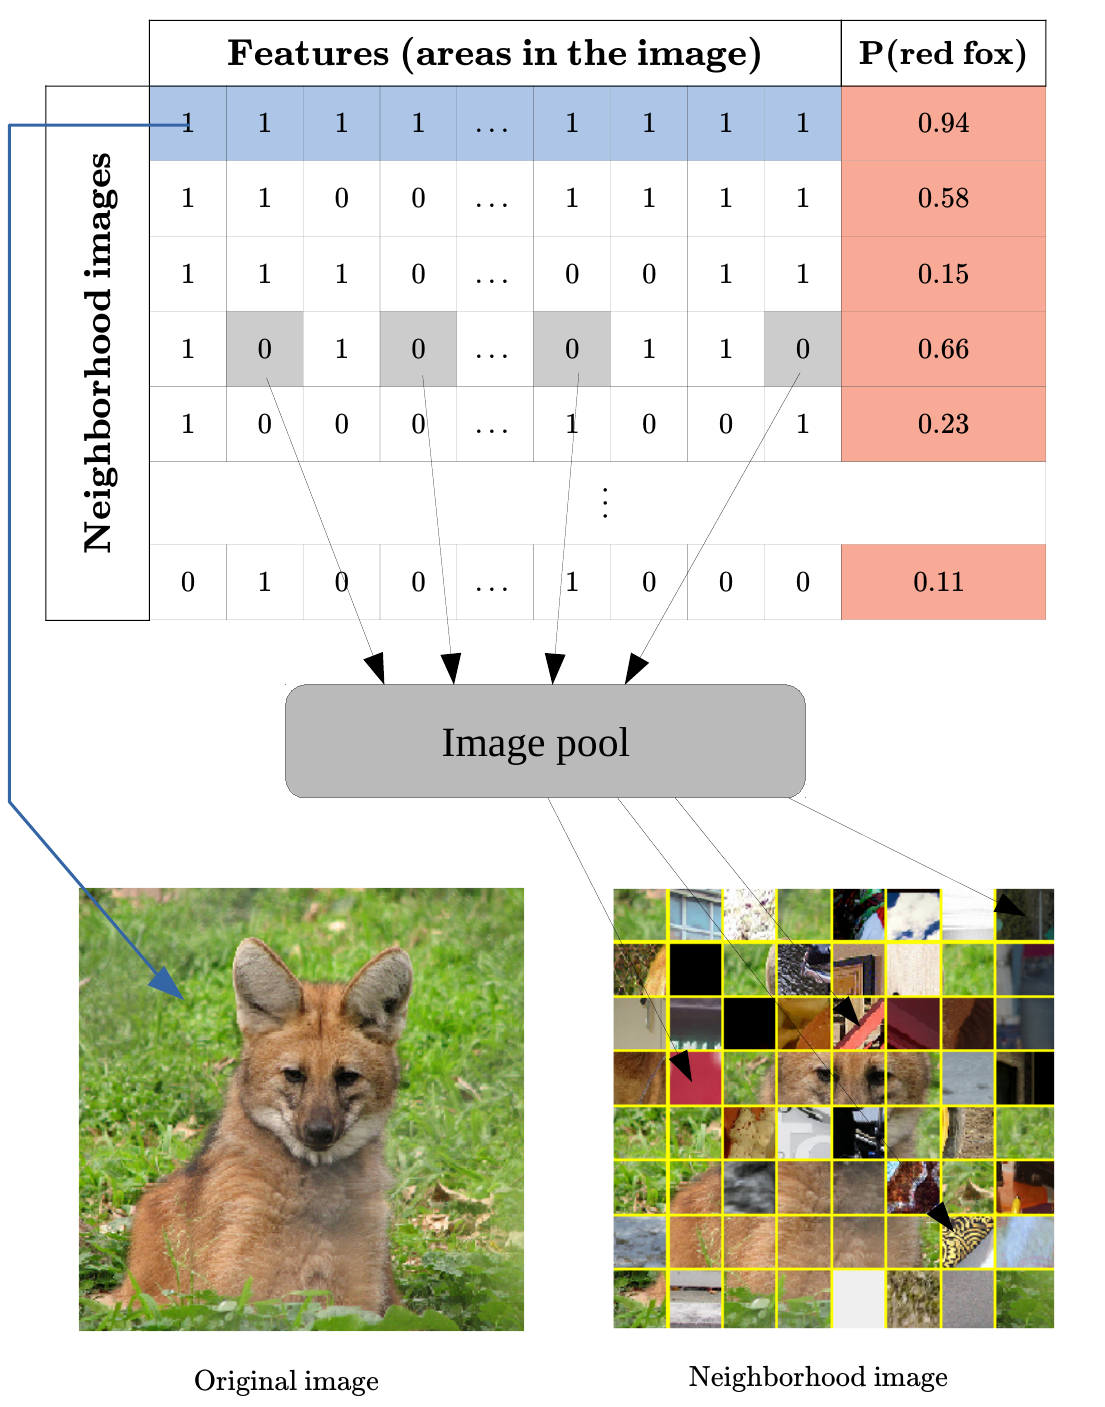 Features (areas in the image) P(red fox)
Neighborhood images
1 1 1 1 ... 1 1 1 1 0.94
1 1 0 0 ... 1 1 1 1 0.58
1 1 1 0 ... 0 0 1 1 0.15
1 0 1 0 ... 0 1 1 0 0.66
1 0 0 0 ... 1 0 0 1 0.23
⋮
0 1 0 0 ... 1 0 0 0 0.11
Image pool
Original image
Neighborhood image